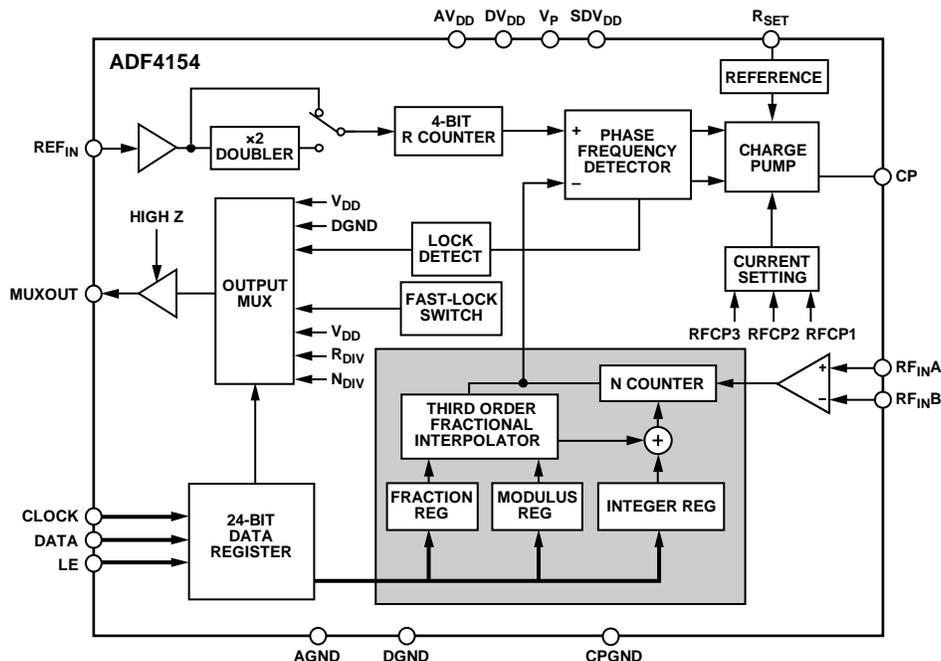 AVDD DVDD VP SDVDD RSET
ADF4154
REFERENCE
REFIN
×2
DOUBLER
4-BIT
R COUNTER
+
−
PHASE
FREQUENCY
DETECTOR
CHARGE
PUMP
CP
HIGH Z
MUXOUT
OUTPUT
MUX
VDD
DGND
LOCK
DETECT
FAST-LOCK
SWITCH
VDD
RDIV
NDIV
CURRENT
SETTING
RFCP3 RFCP2 RFCP1
N COUNTER
+
−
RFINA
RFINB
THIRD ORDER
FRACTIONAL
INTERPOLATOR
+
FRACTION
REG
MODULUS
REG
INTEGER REG
CLOCK
DATA
LE
24-BIT
DATA
REGISTER
AGND DGND CPGND